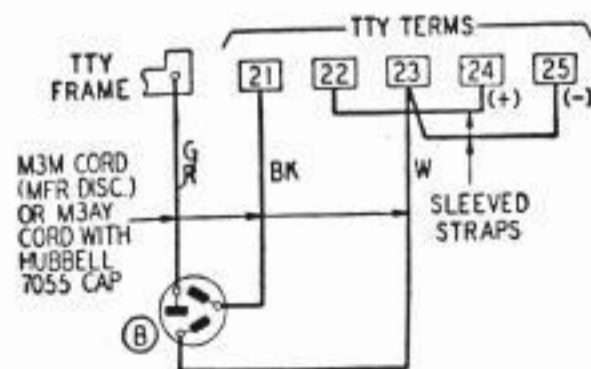 TTY TERMS
TTY
FRAME
21
22
23
24
25
(+)
(-)
GR
BK
W
M3M CORD
(MFR DISC.)
OR M3AY
CORD WITH
HUBBELL
7055 CAP
SLEEVED
STRAPS
B